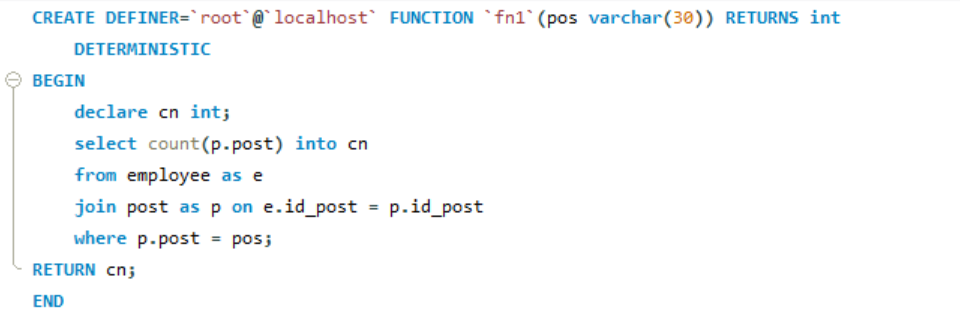 CREATE DEFINER=`root`@`localhost` FUNCTION `fn1`(pos varchar(30)) RETURNS int
    DETERMINISTIC
BEGIN
    declare cn int;
    select count(p.post) into cn
    from employee as e
    join post as p on e.id_post = p.id_post
    where p.post = pos;
RETURN cn;
END